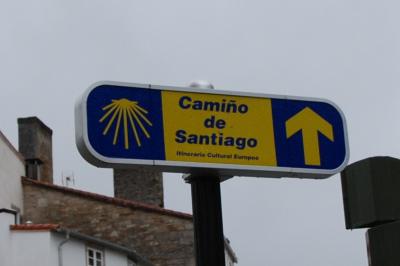 Camiño
de
Santiago
Itinerario Cultural Europeo